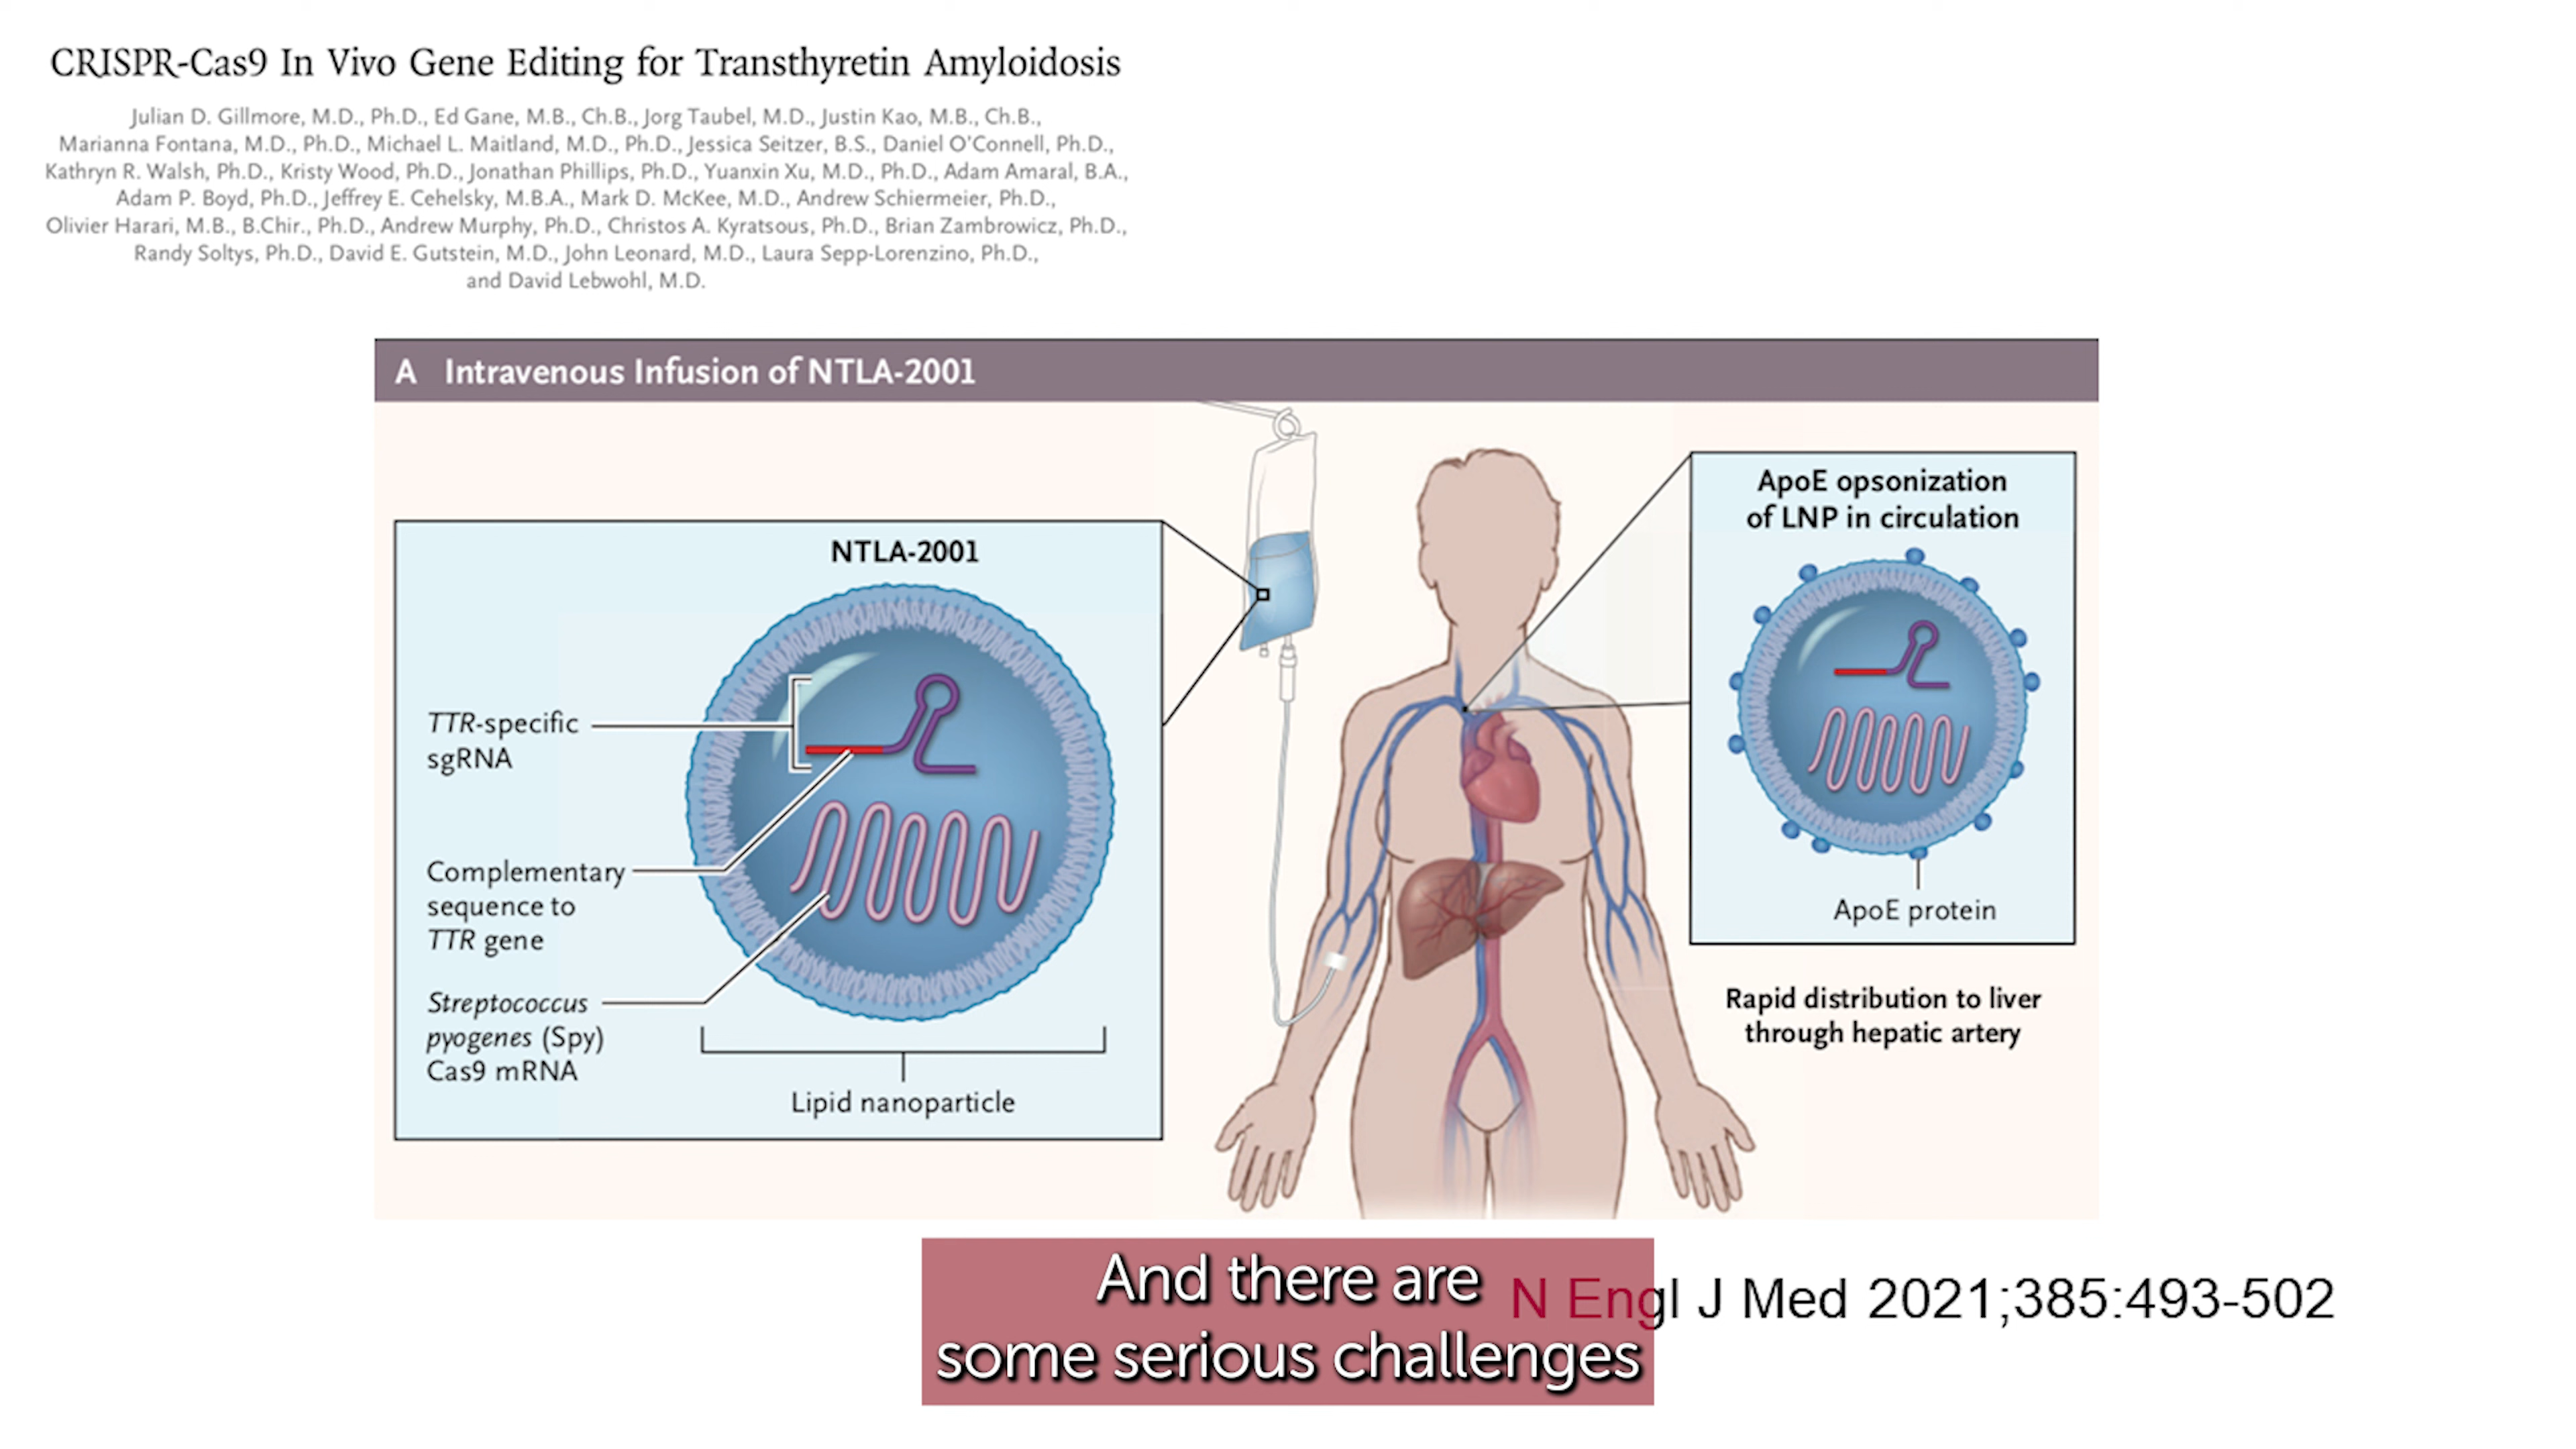 CRISPR-Cas9 In Vivo Gene Editing for Transthyretin Amyloidosis
Julian D. Gillmore, M.D., Ph.D., Ed Gane, M.B., Ch.B., Jorg Taubel, M.D., Justin Kao, M.B., Ch.B.,
Marianna Fontana, M.D., Ph.D., Michael L. Maitland, M.D., Ph.D., Jessica Seitzer, B.S., Daniel O'Connell, Ph.D.,
Kathryn R. Walsh, Ph.D., Kristy Wood, Ph.D., Jonathan Phillips, Ph.D., Yuanxin Xu, M.D., Ph.D., Adam Amaral, B.A.,
Adam P. Boyd, Ph.D., Jeffrey E. Cehelsky, M.B.A., Mark D. McKee, M.D., Andrew Schiermeier, Ph.D.,
Olivier Harari, M.B., B.Chir., Ph.D., Andrew Murphy, Ph.D., Christos A. Kyratsous, Ph.D., Brian Zambrowicz, Ph.D.,
Randy Soltys, Ph.D., David E. Gutstein, M.D., John Leonard, M.D., Laura Sepp-Lorenzino, Ph.D.,
and David Lebwohl, M.D.
A Intravenous Infusion of NTLA-2001
NTLA-2001
TTR-specific
sgRNA
Complementary
sequence to
TTR gene
Streptococcus
pyogenes (Spy)
Cas9 mRNA
Lipid nanoparticle
ApoE opsonization
of LNP in circulation
ApoE protein
Rapid distribution to liver
through hepatic artery
N Engl J Med 2021;385:493-502
And there are
some serious challenges